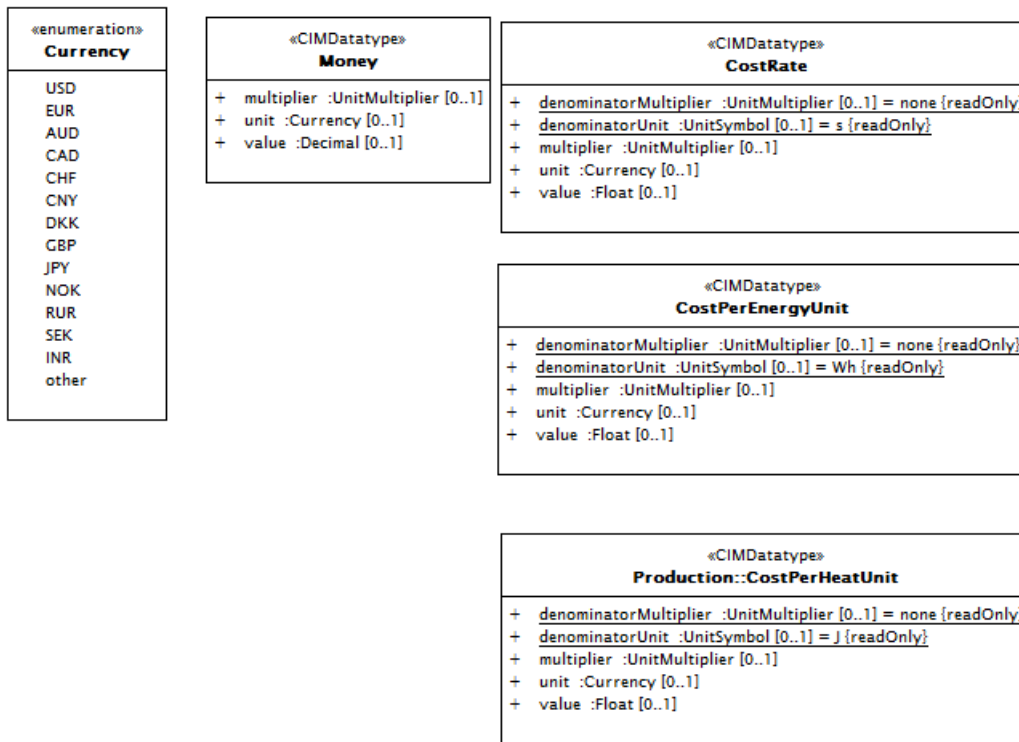 «enumeration»
Currency
USD
EUR
AUD
CAD
CHF
CNY
DKK
GBP
JPY
NOK
RUR
SEK
INR
other
«CIMDatatype»
Money
+ multiplier :UnitMultiplier [0..1]
+ unit :Currency [0..1]
+ value :Decimal [0..1]
«CIMDatatype»
CostRate
+ denominatorMultiplier :UnitMultiplier [0..1] = none {readOnly}
+ denominatorUnit :UnitSymbol [0..1] = s {readOnly}
+ multiplier :UnitMultiplier [0..1]
+ unit :Currency [0..1]
+ value :Float [0..1]
«CIMDatatype»
CostPerEnergyUnit
+ denominatorMultiplier :UnitMultiplier [0..1] = none {readOnly}
+ denominatorUnit :UnitSymbol [0..1] = Wh {readOnly}
+ multiplier :UnitMultiplier [0..1]
+ unit :Currency [0..1]
+ value :Float [0..1]
«CIMDatatype»
Production::CostPerHeatUnit
+ denominatorMultiplier :UnitMultiplier [0..1] = none {readOnly}
+ denominatorUnit :UnitSymbol [0..1] = J {readOnly}
+ multiplier :UnitMultiplier [0..1]
+ unit :Currency [0..1]
+ value :Float [0..1]